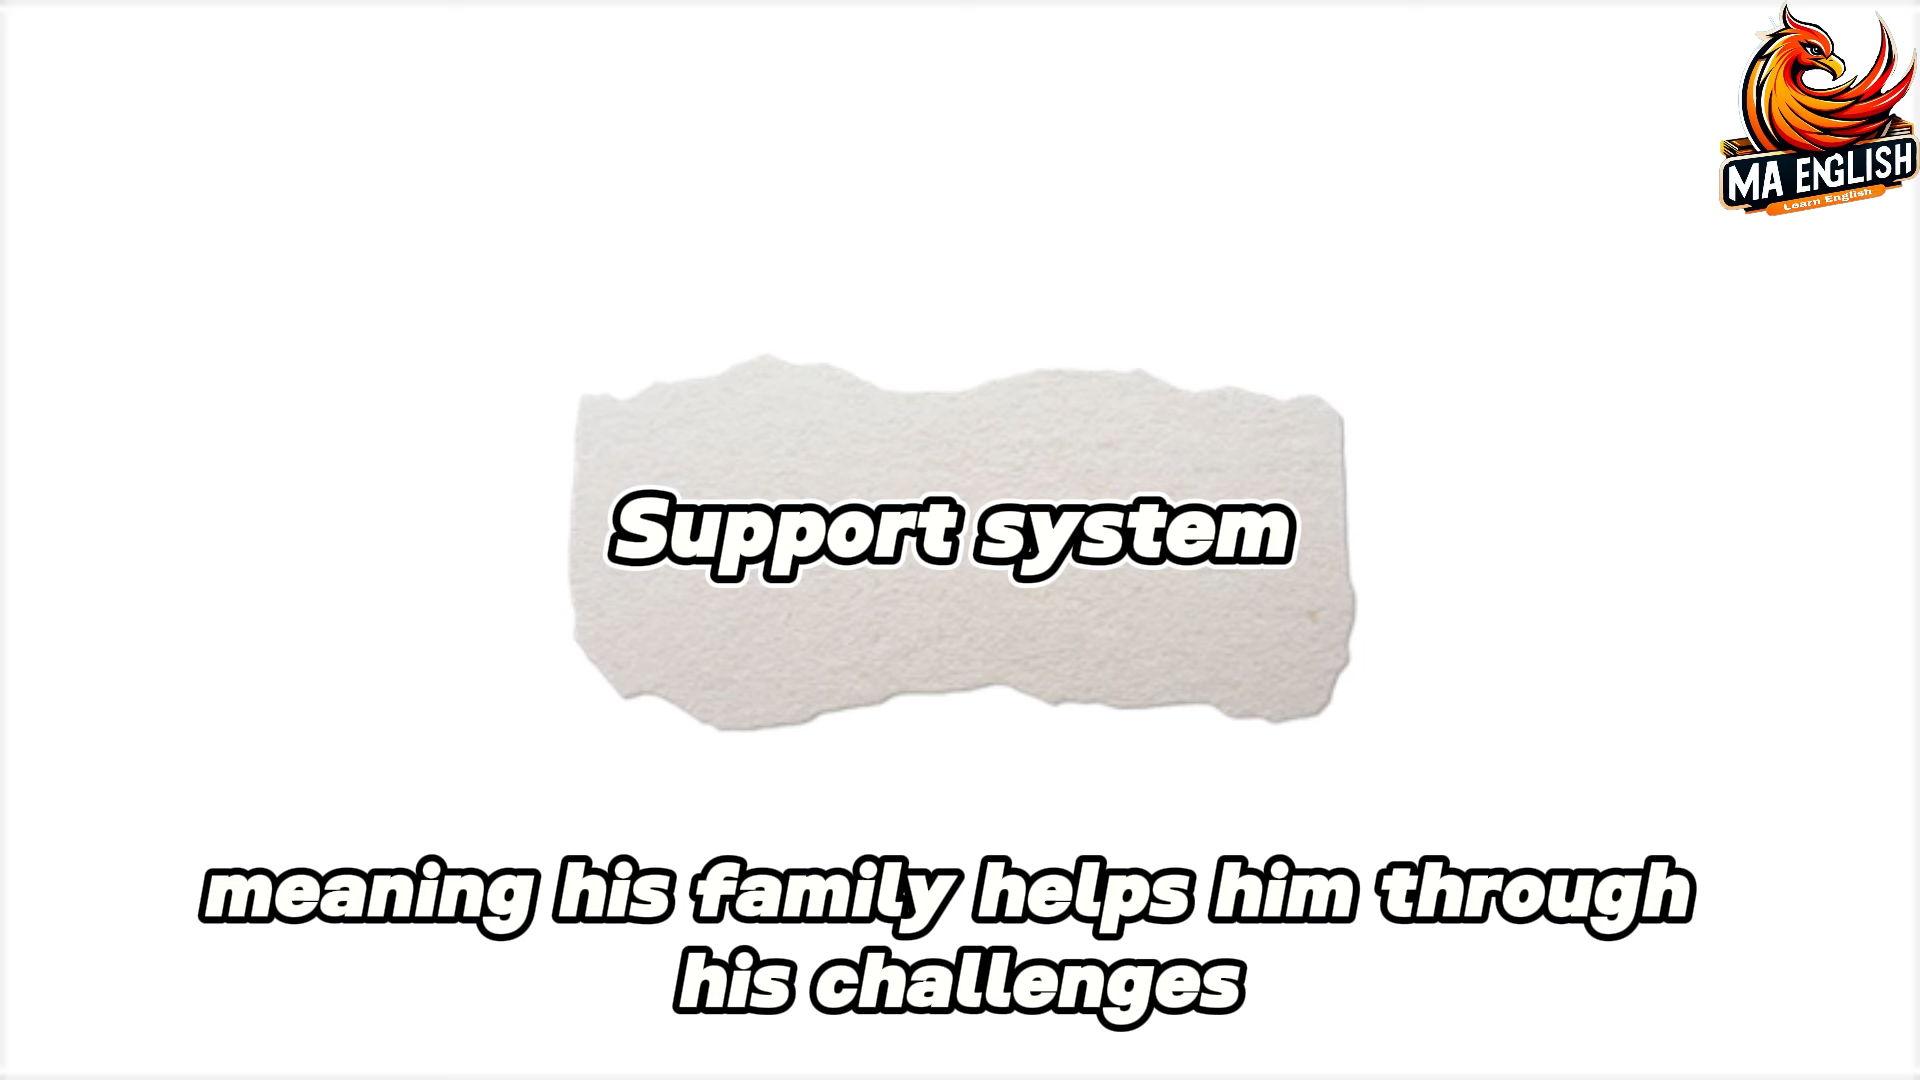 MA ENGLISH
Learn English
Support system
meaning his family helps him through
his challenges